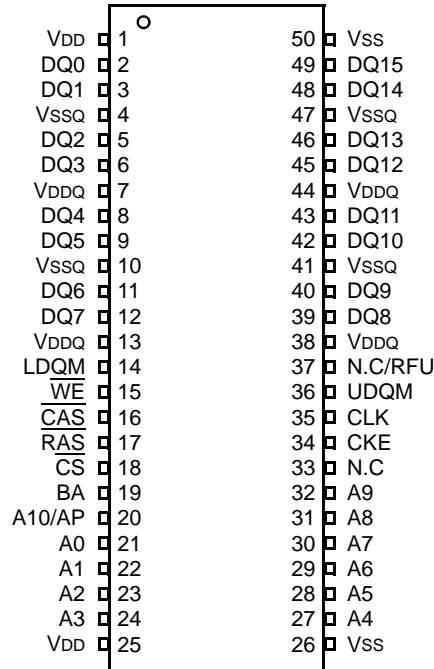 VDD 1 50 VSS
DQ0 2 49 DQ15
DQ1 3 48 DQ14
VSSQ 4 47 VSSQ
DQ2 5 46 DQ13
DQ3 6 45 DQ12
VDDQ 7 44 VDDQ
DQ4 8 43 DQ11
DQ5 9 42 DQ10
VSSQ 10 41 VSSQ
DQ6 11 40 DQ9
DQ7 12 39 DQ8
VDDQ 13 38 VDDQ
LDQM 14 37 N.C/RFU
W̅E̅ 15 36 UDQM
C̅A̅S̅ 16 35 CLK
R̅A̅S̅ 17 34 CKE
C̅S̅ 18 33 N.C
BA 19 32 A9
A10/AP 20 31 A8
A0 21 30 A7
A1 22 29 A6
A2 23 28 A5
A3 24 27 A4
VDD 25 26 VSS